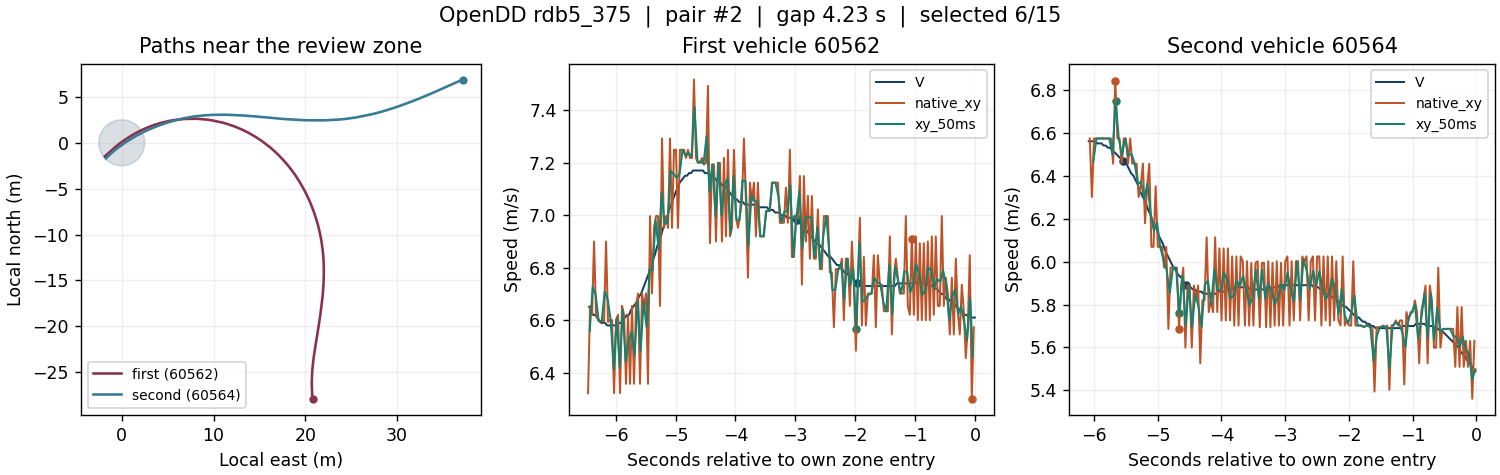 OpenDD rdb5_375 | pair #2 | gap 4.23 s | selected 6/15
Paths near the review zone
Local north (m)
5
0
−5
−10
−15
−20
−25
first (60562)
second (60564)
0
10
20
30
Local east (m)
First vehicle 60562
Speed (m/s)
7.4
7.2
7.0
6.8
6.6
6.4
V
native_xy
xy_50ms
−6
−5
−4
−3
−2
−1
0
Seconds relative to own zone entry
Second vehicle 60564
Speed (m/s)
6.8
6.6
6.4
6.2
6.0
5.8
5.6
5.4
V
native_xy
xy_50ms
−6
−5
−4
−3
−2
−1
0
Seconds relative to own zone entry